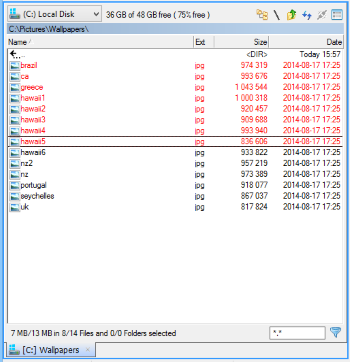 [C:] Local Disk 36 GB of 48 GB free ( 75% free )
C:\Pictures\Wallpapers\
Name Ext Size Date
.. <DIR> Today 15:57
brazil jpg 974 319 2014-08-17 17:25
ca jpg 993 676 2014-08-17 17:25
greece jpg 1 043 544 2014-08-17 17:25
hawaii1 jpg 1 000 318 2014-08-17 17:25
hawaii2 jpg 920 457 2014-08-17 17:25
hawaii3 jpg 909 688 2014-08-17 17:25
hawaii4 jpg 993 940 2014-08-17 17:25
hawaii5 jpg 836 606 2014-08-17 17:25
hawaii6 jpg 933 822 2014-08-17 17:25
nz2 jpg 957 219 2014-08-17 17:25
nz jpg 973 389 2014-08-17 17:25
portugal jpg 918 077 2014-08-17 17:25
seychelles jpg 867 037 2014-08-17 17:25
uk jpg 817 824 2014-08-17 17:25
7 MB/13 MB in 8/14 Files and 0/0 Folders selected *.*
[C:] Wallpapers